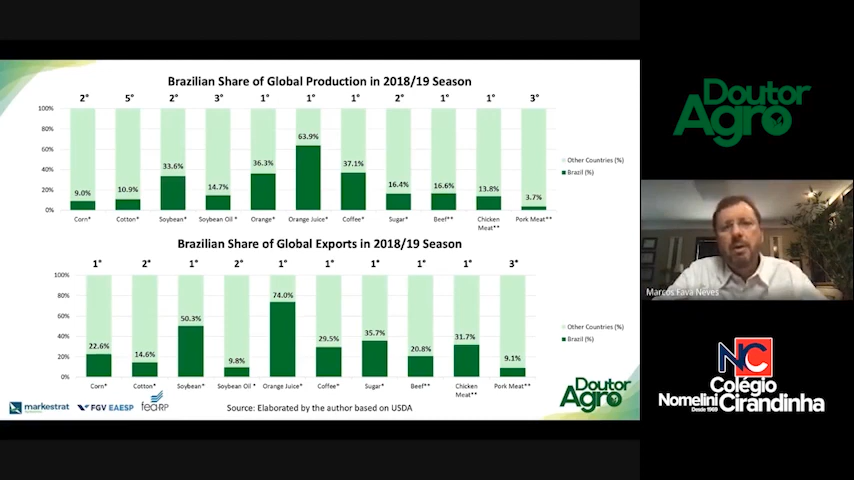 Brazilian Share of Global Production in 2018/19 Season
2° 5° 2° 3° 1° 1° 1° 2° 1° 1° 3°
100%
80%
60%
40%
20%
0%
9.0% 10.9% 33.6% 14.7% 36.3% 63.9% 37.1% 16.4% 16.6% 13.8% 3.7%
Corn* Cotton* Soybean* Soybean Oil * Orange* Orange Juice* Coffee* Sugar* Beef** Chicken Meat** Pork Meat**
Other Countries (%)
Brazil (%)
Brazilian Share of Global Exports in 2018/19 Season
1° 2° 1° 2° 1° 1° 1° 1° 1° 3°
100%
80%
60%
40%
20%
0%
22.6% 14.6% 50.3% 9.8% 74.0% 29.5% 35.7% 20.8% 31.7% 9.1%
Corn* Cotton* Soybean* Soybean Oil * Orange Juice* Coffee* Sugar* Beef** Chicken Meat** Pork Meat**
Other Countries (%)
Brazil (%)
markestrat
FGV EAESP
fearp
Source: Elaborated by the author based on USDA
Doutor
Agro
Doutor
Agro
Marcos Fava Neves
NC
Colégio
Nomelini Cirandinha
Desde 1969